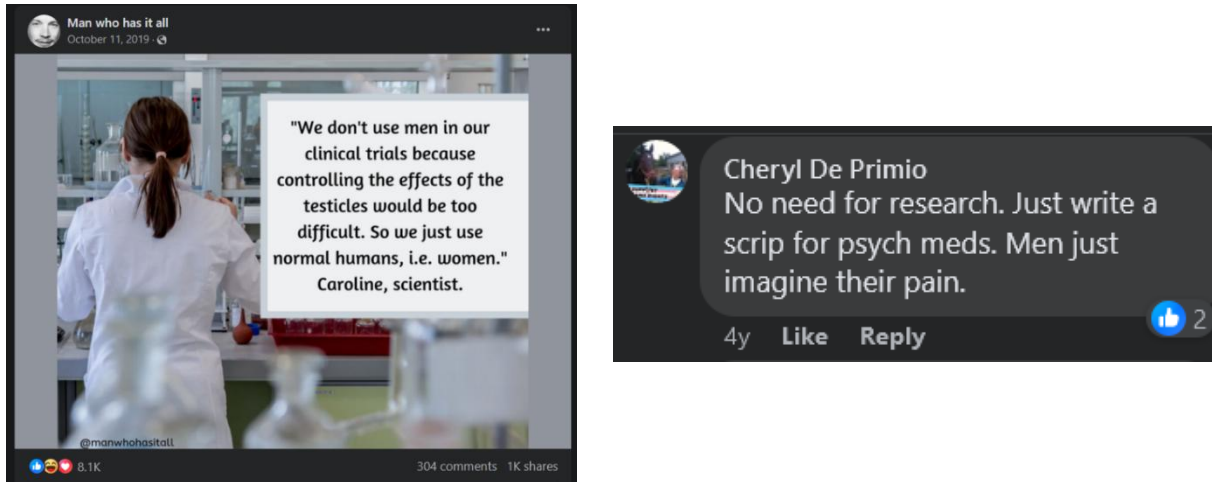 Man who has it all
October 11, 2019 ·
...
"We don't use men in our
clinical trials because
controlling the effects of the
testicles would be too
difficult. So we just use
normal humans, i.e. women."
Caroline, scientist.
@manwhohasitall
8.1K 304 comments 1K shares
Cheryl De Primio
No need for research. Just write a
scrip for psych meds. Men just
imagine their pain.
2
4y Like Reply